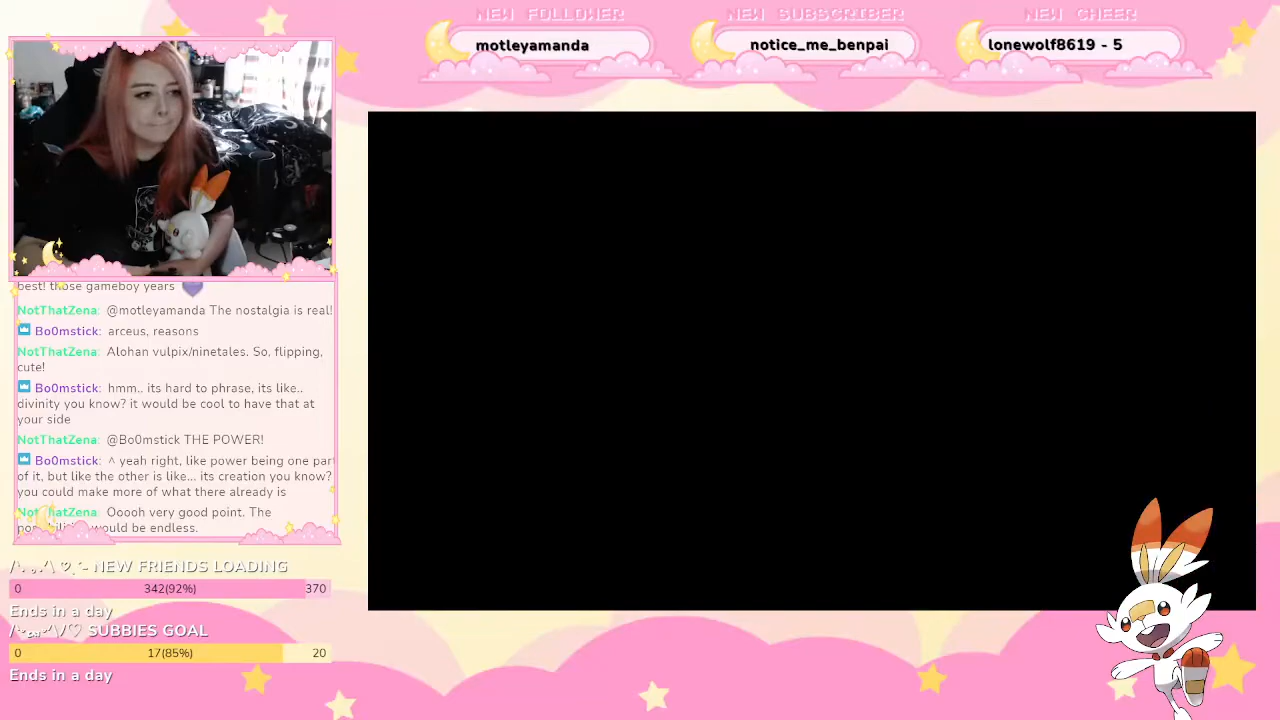 NEW FOLLOWER
NEW SUBSCRIBER
NEW CHEER
motleyamanda
notice_me_benpai
lonewolf8619 - 5
best! those gameboy years
NotThatZena: @motleyamanda The nostalgia is real!
Bo0mstick: arceus, reasons
NotThatZena: Alohan vulpix/ninetales. So, flipping,
cute!
Bo0mstick: hmm.. its hard to phrase, its like..
divinity you know? it would be cool to have that at
your side
NotThatZena: @Bo0mstick THE POWER!
Bo0mstick: ^ yeah right, like power being one part
of it, but like the other is like... its creation you know?
you could make more of what there already is
NotThatZena: Ooooh very good point. The
would be endless.
NEW FRIENDS LOADING
0 342(92%) 370
Ends in a day
SUBBIES GOAL
0 17(85%) 20
Ends in a day